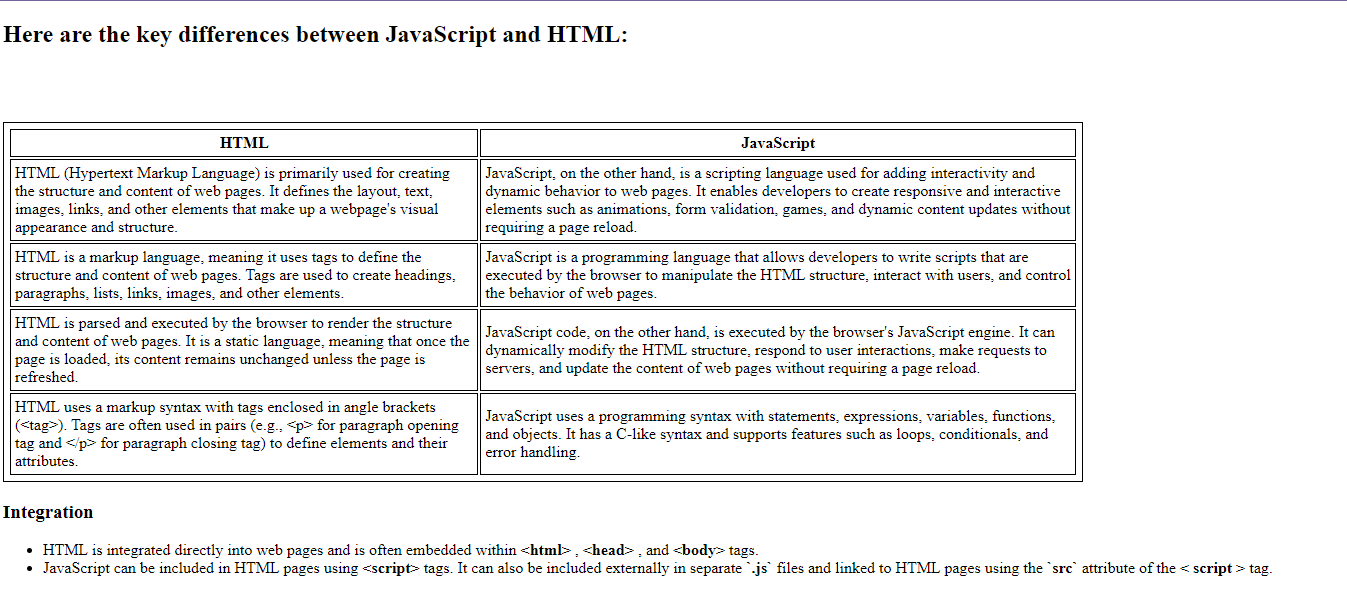 Here are the key differences between JavaScript and HTML:
HTML
JavaScript
HTML (Hypertext Markup Language) is primarily used for creating
the structure and content of web pages. It defines the layout, text,
images, links, and other elements that make up a webpage's visual
appearance and structure.
JavaScript, on the other hand, is a scripting language used for adding interactivity and
dynamic behavior to web pages. It enables developers to create responsive and interactive
elements such as animations, form validation, games, and dynamic content updates without
requiring a page reload.
HTML is a markup language, meaning it uses tags to define the
structure and content of web pages. Tags are used to create headings,
paragraphs, lists, links, images, and other elements.
JavaScript is a programming language that allows developers to write scripts that are
executed by the browser to manipulate the HTML structure, interact with users, and control
the behavior of web pages.
HTML is parsed and executed by the browser to render the structure
and content of web pages. It is a static language, meaning that once the
page is loaded, its content remains unchanged unless the page is
refreshed.
JavaScript code, on the other hand, is executed by the browser's JavaScript engine. It can
dynamically modify the HTML structure, respond to user interactions, make requests to
servers, and update the content of web pages without requiring a page reload.
HTML uses a markup syntax with tags enclosed in angle brackets
(<tag>). Tags are often used in pairs (e.g., <p> for paragraph opening
tag and </p> for paragraph closing tag) to define elements and their
attributes.
JavaScript uses a programming syntax with statements, expressions, variables, functions,
and objects. It has a C-like syntax and supports features such as loops, conditionals, and
error handling.
Integration
• HTML is integrated directly into web pages and is often embedded within <html> , <head> , and <body> tags.
• JavaScript can be included in HTML pages using <script> tags. It can also be included externally in separate `.js` files and linked to HTML pages using the `src` attribute of the < script > tag.